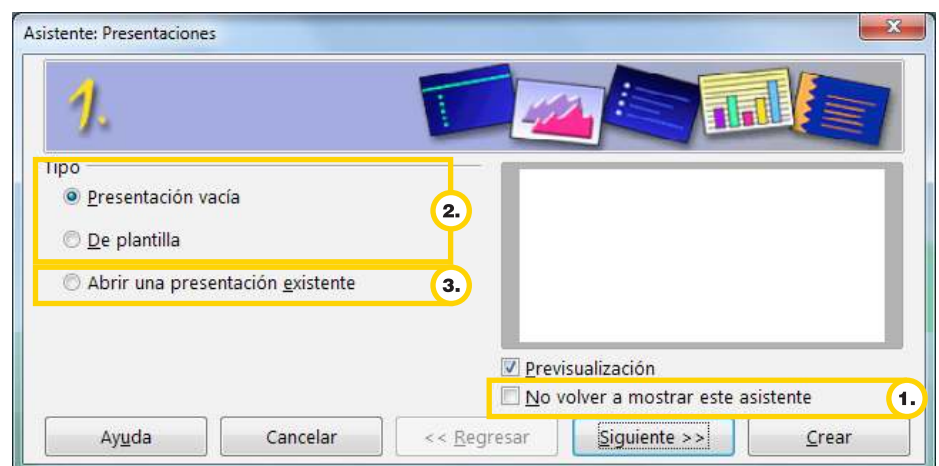 Asistente: Presentaciones
1.
Tipo
Presentación vacía
2.
De plantilla
Abrir una presentación existente
3.
Previsualización
No volver a mostrar este asistente
1.
Ayuda
Cancelar
<< Regresar
Siguiente >>
Crear